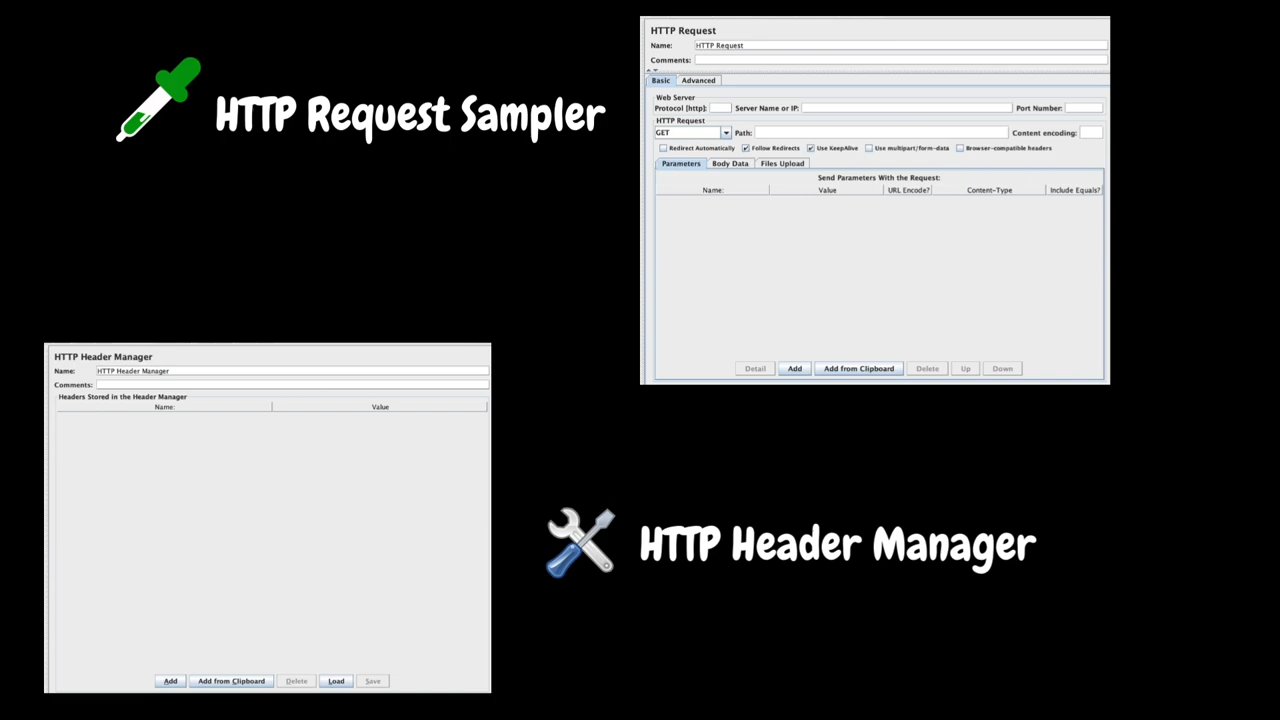 HTTP Request Sampler
HTTP Request
Name: HTTP Request
Comments:
Basic Advanced
Web Server
Protocol [http]: Server Name or IP: Port Number:
HTTP Request
GET Path: Content encoding:
Redirect Automatically Follow Redirects Use KeepAlive Use multipart/form-data Browser-compatible headers
Parameters Body Data Files Upload
Send Parameters With the Request:
Name: Value URL Encode? Content-Type Include Equals?
Detail Add Add from Clipboard Delete Up Down
HTTP Header Manager
Name: HTTP Header Manager
Comments:
Headers Stored in the Header Manager
Name: Value
Add Add from Clipboard Delete Load Save
HTTP Header Manager